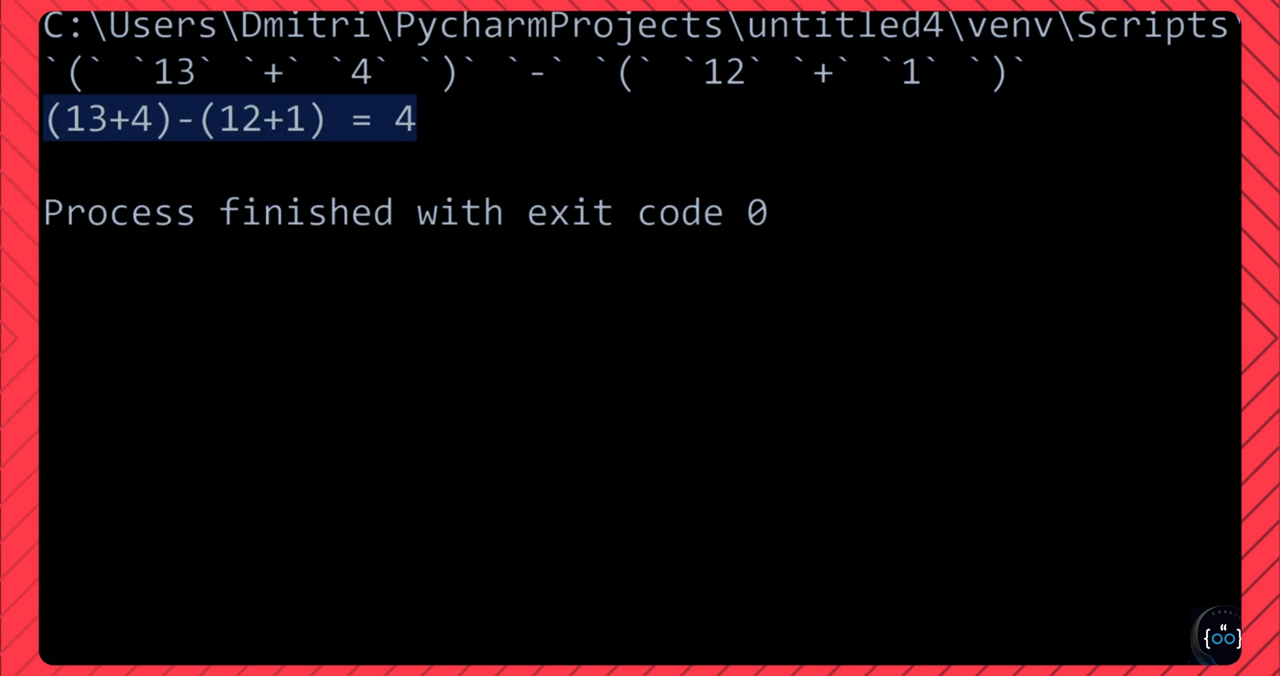 C:\Users\Dmitri\PycharmProjects\untitled4\venv\Scripts\
`(` `13` `+` `4` `)` `-` `(` `12` `+` `1` `)`
(13+4)-(12+1) = 4
Process finished with exit code 0
{oo}